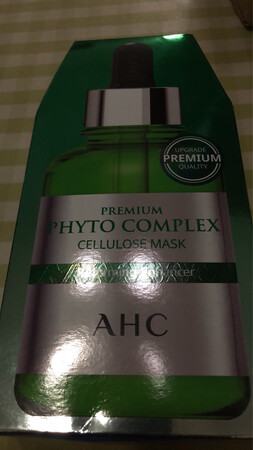 UPGRADE
PREMIUM
QUALITY
PREMIUM
PHYTO COMPLEX
CELLULOSE MASK
AHC